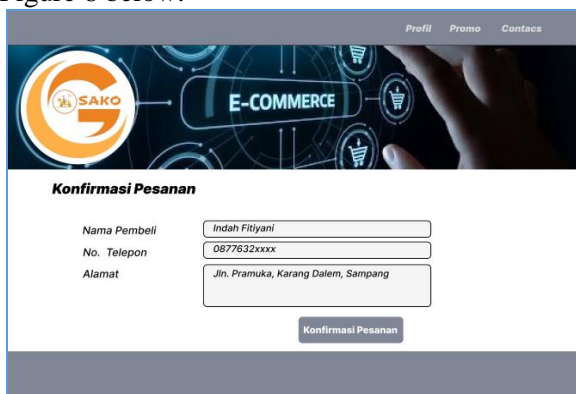 Figure 8 below.
Profil Promo Contacs
SAKO
E-COMMERCE
Konfirmasi Pesanan
Nama Pembeli Indah Fitiyani
No. Telepon 0877632xxxx
Alamat Jln. Pramuka, Karang Dalem, Sampang
Konfirmasi Pesanan